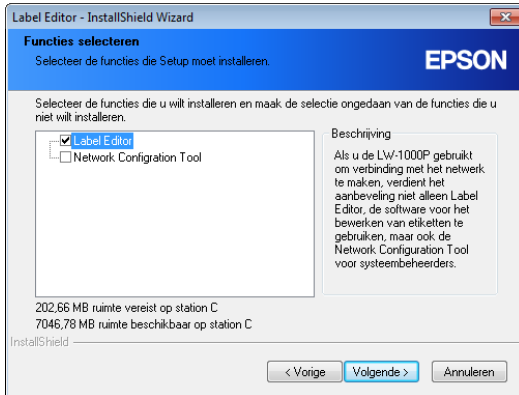 Label Editor - InstallShield Wizard
Functies selecteren
Selecteer de functies die Setup moet installeren.
EPSON
Selecteer de functies die u wilt installeren en maak de selectie ongedaan van de functies die u
niet wilt installeren.
Label Editor
Network Configration Tool
Beschrijving
Als u de LW-1000P gebruikt
om verbinding met het netwerk
te maken, verdient het
aanbeveling niet alleen Label
Editor, de software voor het
bewerken van etiketten te
gebruiken, maar ook de
Network Configuration Tool
voor systeembeheerders.
202,66 MB ruimte vereist op station C
7046,78 MB ruimte beschikbaar op station C
InstallShield
< Vorige
Volgende >
Annuleren